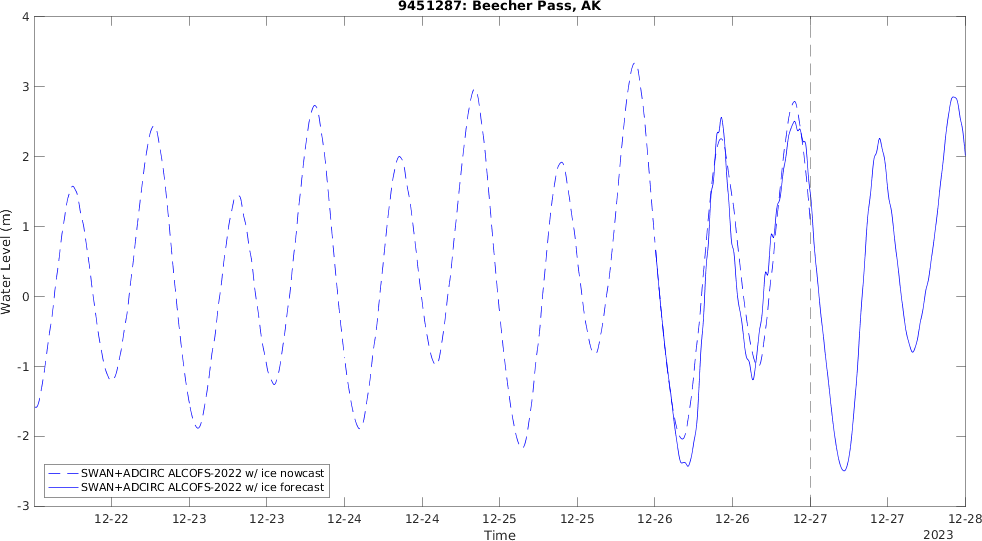 9451287: Beecher Pass, AK
4
3
2
1
0
-1
-2
-3
Water Level (m)
SWAN+ADCIRC ALCOFS-2022 w/ ice nowcast
SWAN+ADCIRC ALCOFS-2022 w/ ice forecast
12-22 12-23 12-23 12-24 12-24 12-25 12-25 12-26 12-26 12-27 12-27 12-28
Time
2023